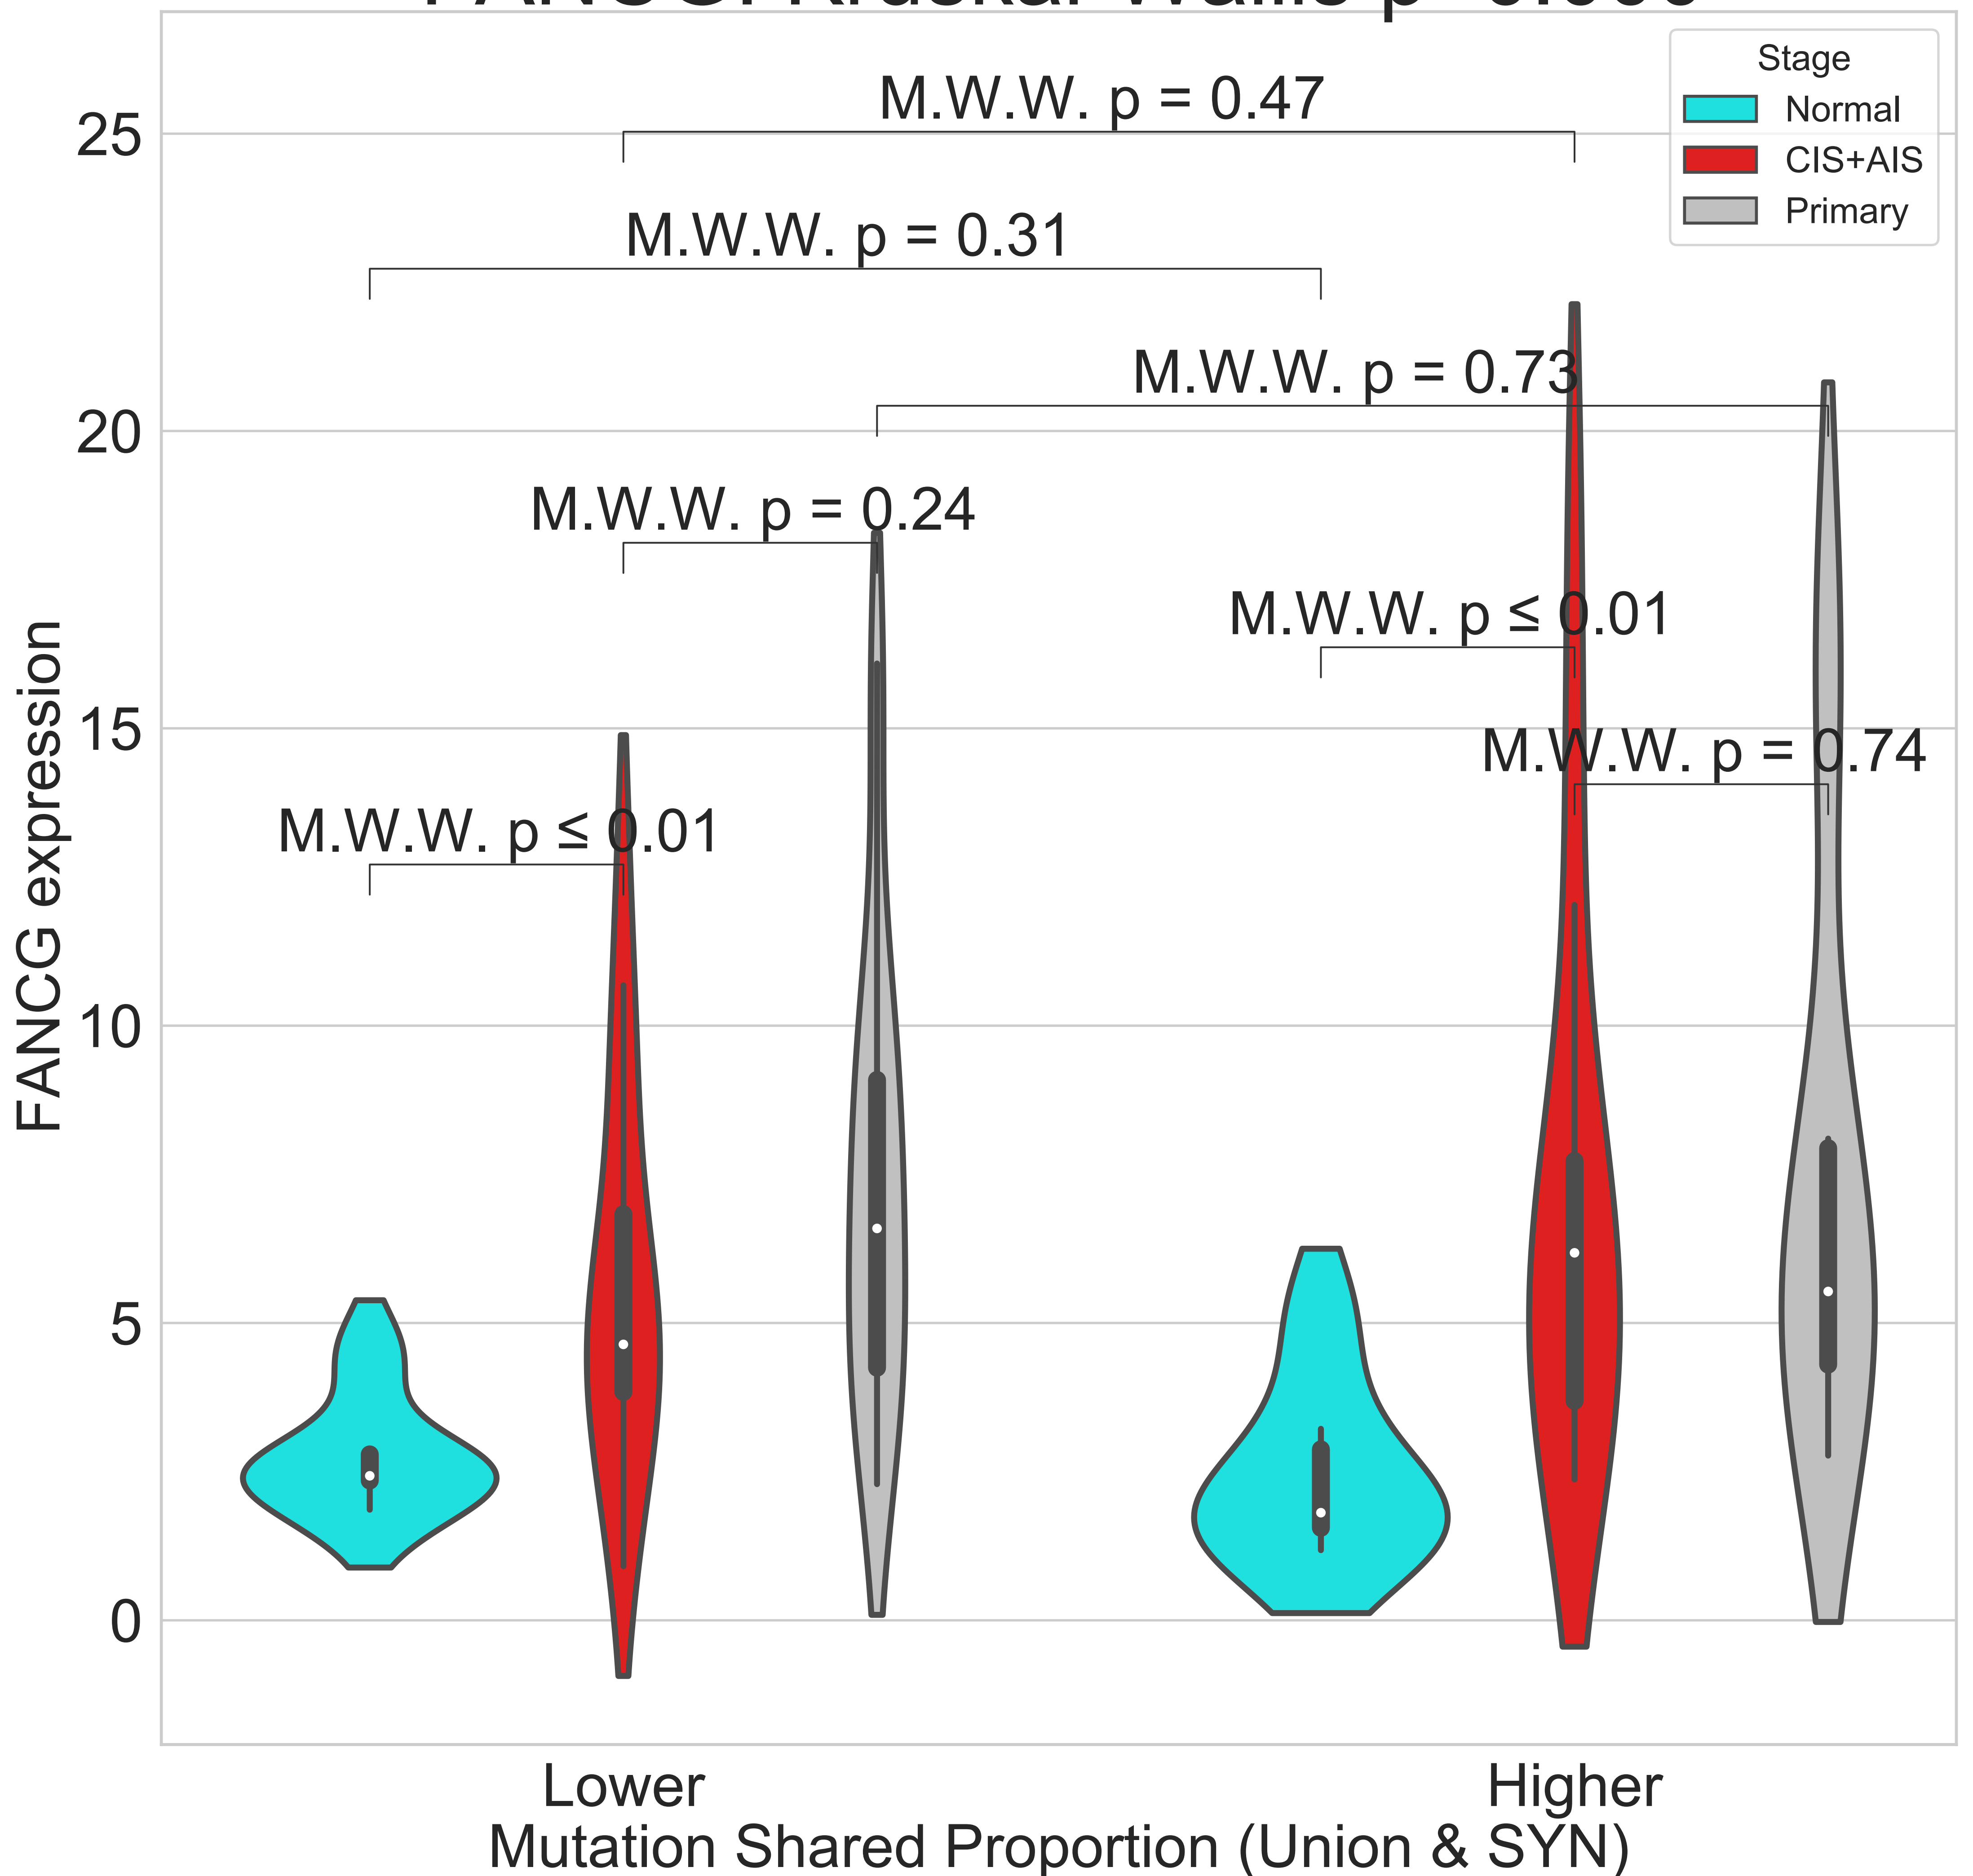 Stage
Normal
CIS+AIS
Primary
M.W.W. p = 0.47
M.W.W. p = 0.31
M.W.W. p = 0.73
M.W.W. p = 0.24
M.W.W. p ≤ 0.01
M.W.W. p = 0.74
M.W.W. p ≤ 0.01
25
20
15
10
5
0
FANCG expression
Lower
Higher
Mutation Shared Proportion (Union & SYN)